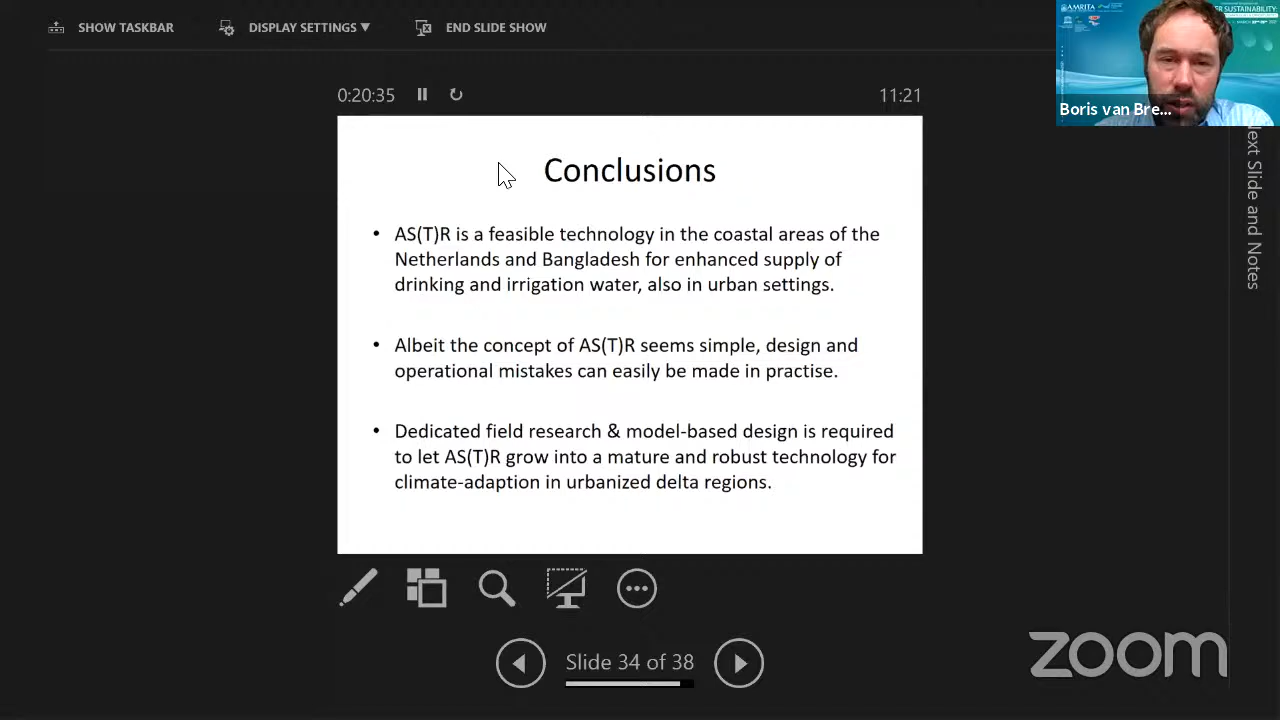 SHOW TASKBAR
DISPLAY SETTINGS ▼
END SLIDE SHOW
AMRITA
ER SUSTAINABILITY:
Boris van Bre...
0:20:35
11:21
Next Slide and Notes
Conclusions
• AS(T)R is a feasible technology in the coastal areas of the
Netherlands and Bangladesh for enhanced supply of
drinking and irrigation water, also in urban settings.
• Albeit the concept of AS(T)R seems simple, design and
operational mistakes can easily be made in practise.
• Dedicated field research & model-based design is required
to let AS(T)R grow into a mature and robust technology for
climate-adaption in urbanized delta regions.
Slide 34 of 38
zoom